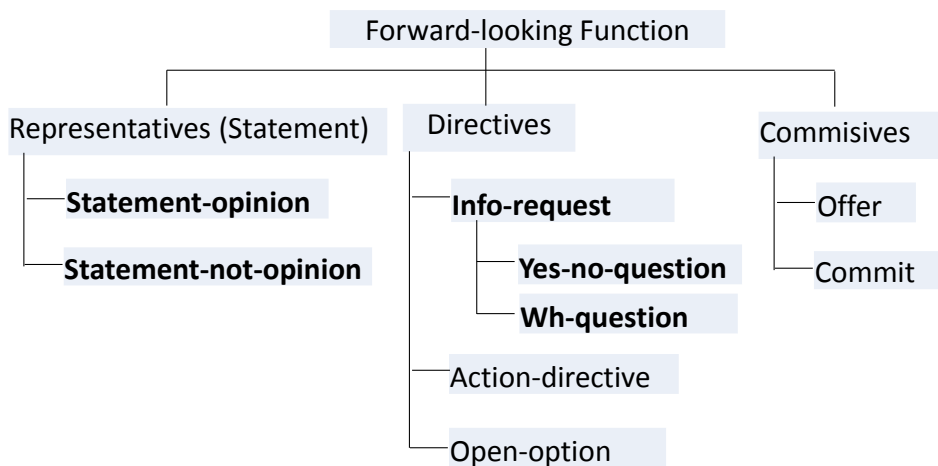 Forward-looking Function
Representatives (Statement)
Statement-opinion
Statement-not-opinion
Directives
Info-request
Yes-no-question
Wh-question
Action-directive
Open-option
Commisives
Offer
Commit